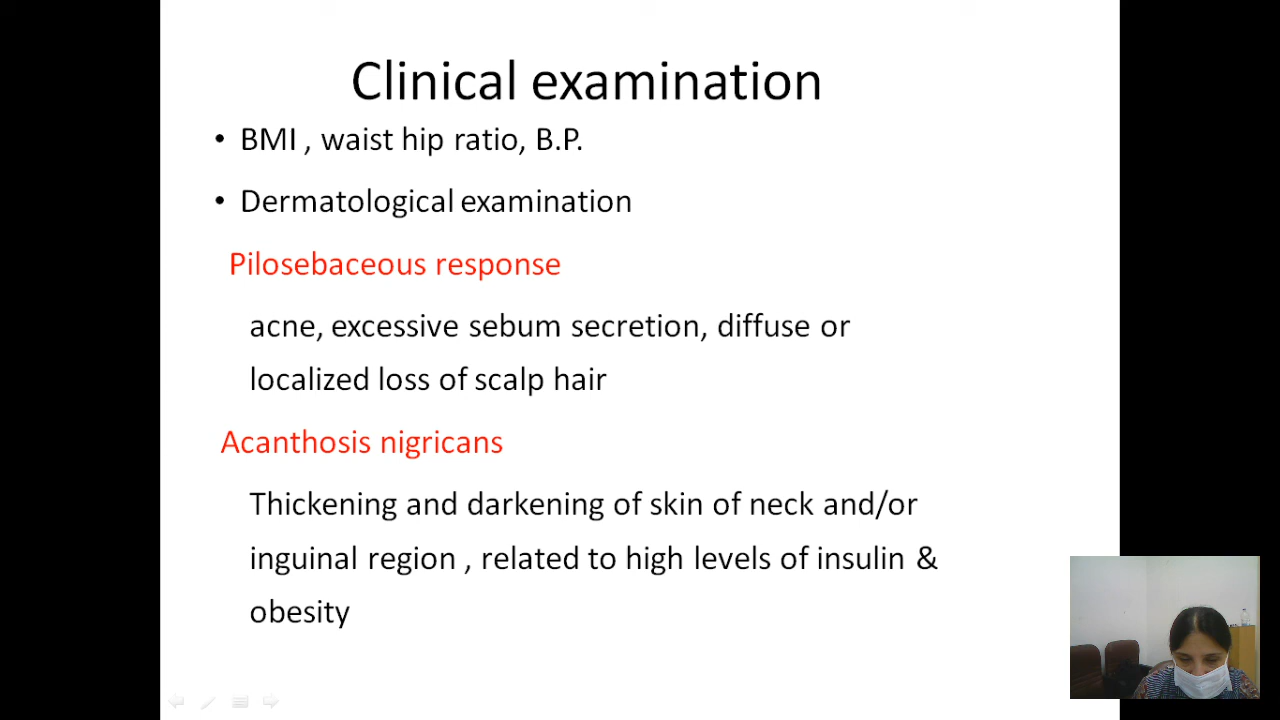 Clinical examination
• BMI , waist hip ratio, B.P.
• Dermatological examination
Pilosebaceous response
acne, excessive sebum secretion, diffuse or
localized loss of scalp hair
Acanthosis nigricans
Thickening and darkening of skin of neck and/or
inguinal region , related to high levels of insulin &
obesity